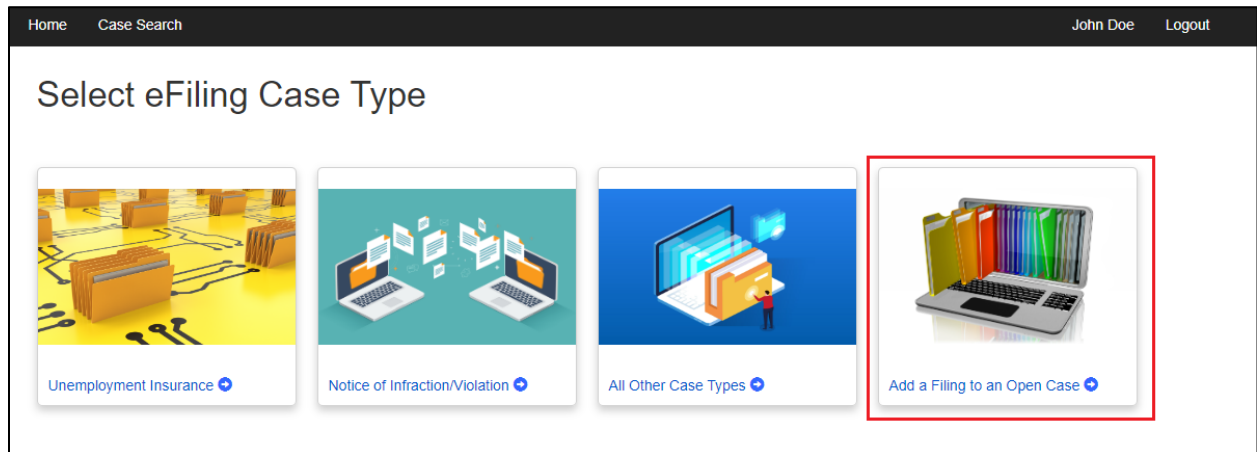 Home Case Search John Doe Logout
Select eFiling Case Type
Unemployment Insurance
Notice of Infraction/Violation
All Other Case Types
Add a Filing to an Open Case